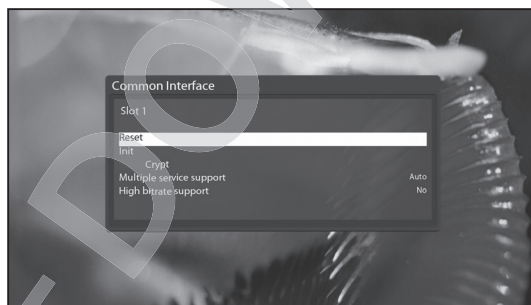 Common Interface
Slot 1
Reset
Init
Crypt
Multiple service support Auto
High bitrate support No